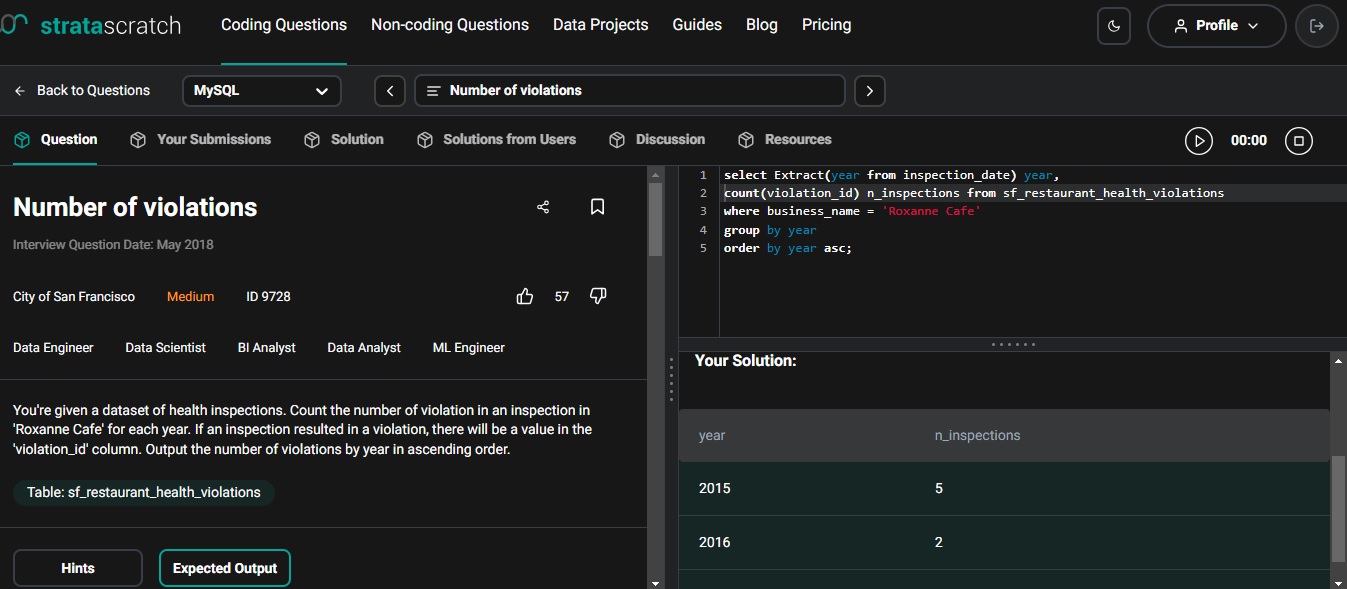 stratascratch
Coding Questions Non-coding Questions Data Projects Guides Blog Pricing
Profile
Back to Questions
MySQL
Number of violations
Question Your Submissions Solution Solutions from Users Discussion Resources
00:00
Number of violations
Interview Question Date: May 2018
City of San Francisco Medium ID 9728
57
Data Engineer Data Scientist BI Analyst Data Analyst ML Engineer
You're given a dataset of health inspections. Count the number of violation in an inspection in
'Roxanne Cafe' for each year. If an inspection resulted in a violation, there will be a value in the
'violation_id' column. Output the number of violations by year in ascending order.
Table: sf_restaurant_health_violations
Hints Expected Output
1 select Extract(year from inspection_date) year,
2 count(violation_id) n_inspections from sf_restaurant_health_violations
3 where business_name = 'Roxanne Cafe'
4 group by year
5 order by year asc;
Your Solution:
year n_inspections
2015 5
2016 2